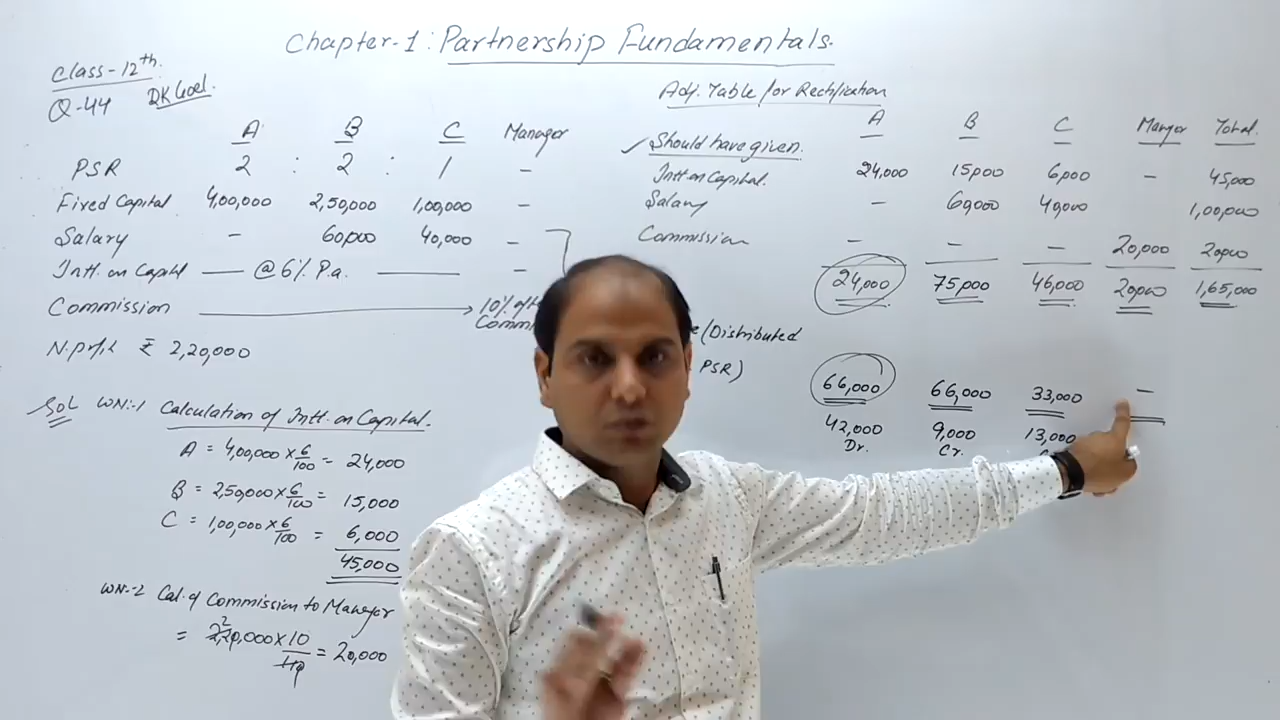 Chapter-1: Partnership Fundamentals.
Class-12th.
Q-44 DK Goel.
A B C Manager
PSR 2 : 2 : 1 -
Fixed Capital 4,00,000 2,50,000 1,00,000 -
Salary - 60,000 40,000 -
Intt. on Capital — @ 6% P.a. — -
Commission → 10% of
Comm
N. profit ₹ 2,20,000
Sol WN:-1 Calculation of Intt. on Capital.
A = 4,00,000 × 6/100 = 24,000
B = 2,50,000 × 6/100 = 15,000
C = 1,00,000 × 6/100 = 6,000
45,000
WN:-2 Cal. of Commission to Manager
= 2,20,000 × 10/110 = 20,000
2
Adj. Table for Rectification
A B C Manger Total
✓ Should have given.
Intt. on Capital. 24,000 15,000 6,000 - 45,000
Salary - 60,000 40,000 1,00,000
Commission - - - 20,000 20,000
24,000 75,000 46,000 20,000 1,65,000
(Distributed
PSR)
66,000 66,000 33,000 -
42,000 9,000 13,000
Dr. Cr.